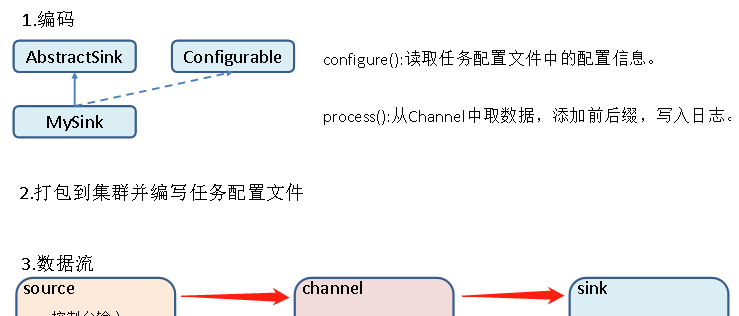 1.编码
AbstractSink
Configurable
configure():读取任务配置文件中的配置信息。
MySink
process():从Channel中取数据，添加前后缀，写入日志。
2.打包到集群并编写任务配置文件
3.数据流
source
channel
sink